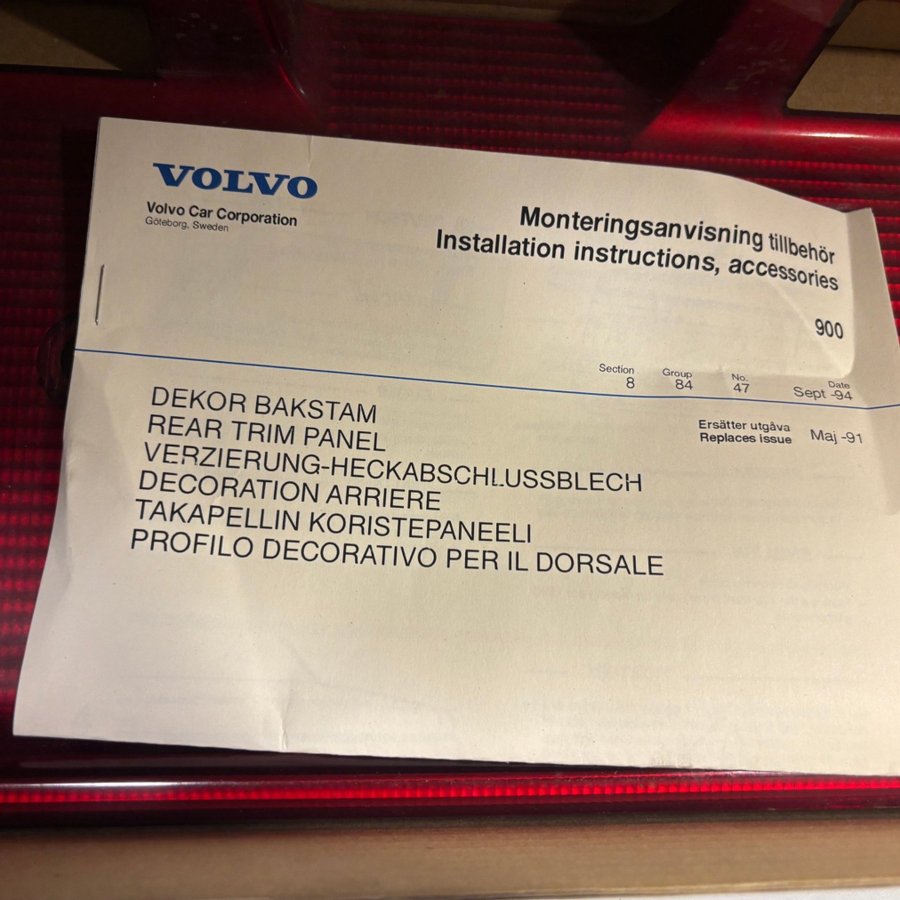 VOLVO
Volvo Car Corporation
Göteborg, Sweden
Monteringsanvisning tillbehör
Installation instructions, accessories
900
Section Group No. Date
8 84 47 Sept -94
Ersätter utgåva
Replaces issue Maj -91
DEKOR BAKSTAM
REAR TRIM PANEL
VERZIERUNG-HECKABSCHLUSSBLECH
DECORATION ARRIERE
TAKAPELLIN KORISTEPANEELI
PROFILO DECORATIVO PER IL DORSALE